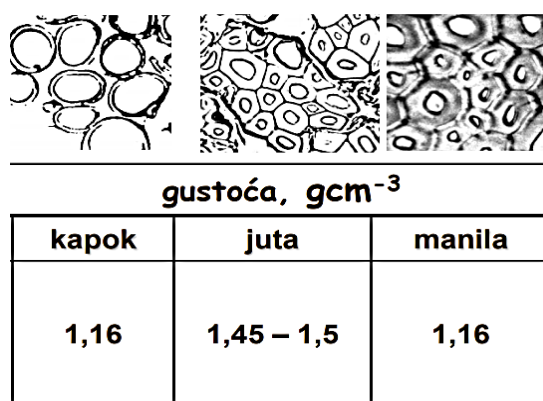 gustoća, gcm⁻³
kapok juta manila
1,16 1,45 – 1,5 1,16